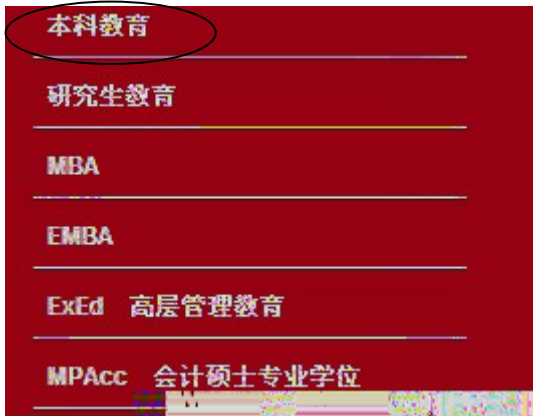 本科教育
研究生教育
MBA
EMBA
ExEd 高层管理教育
MPAcc 会计硕士专业学位